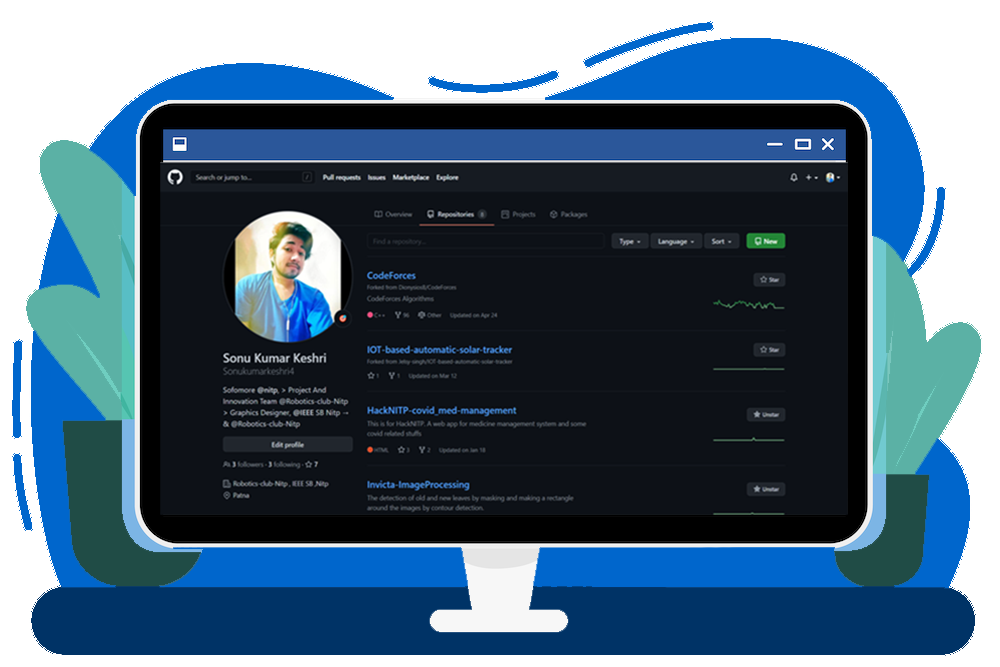 Search or jump to... /
Pull requests Issues Marketplace Explore
Overview Repositories 8 Projects Packages
Find a repository...
Type Language Sort New
Sonu Kumar Keshri
Sonukumarkeshri4
Sofomore @nitp, > Project And
Innovation Team @Robotics-club-Nitp
> Graphics Designer, @IEEE SB Nitp →
& @Robotics-club-Nitp
Edit profile
3 followers · 3 following · 7
Robotics-club-Nitp , IEEE SB ,Nitp
Patna
CodeForces
Star
Forked from DionysiosB/CodeForces
CodeForces Algorithms
C++ 86 Other Updated on Apr 24
IOT-based-automatic-solar-tracker
Star
Forked from /IOT-based-automatic-solar-tracker
1 1 Updated on Mar 12
HackNITP-covid_med-management
Unstar
This is for HackNITP. A web app for medicine management system and some
covid related stuffs
HTML 3 2 Updated on Jan 18
Invicta-ImageProcessing
Unstar
The detection of old and new leaves by masking and making a rectangle
around the images by contour detection.